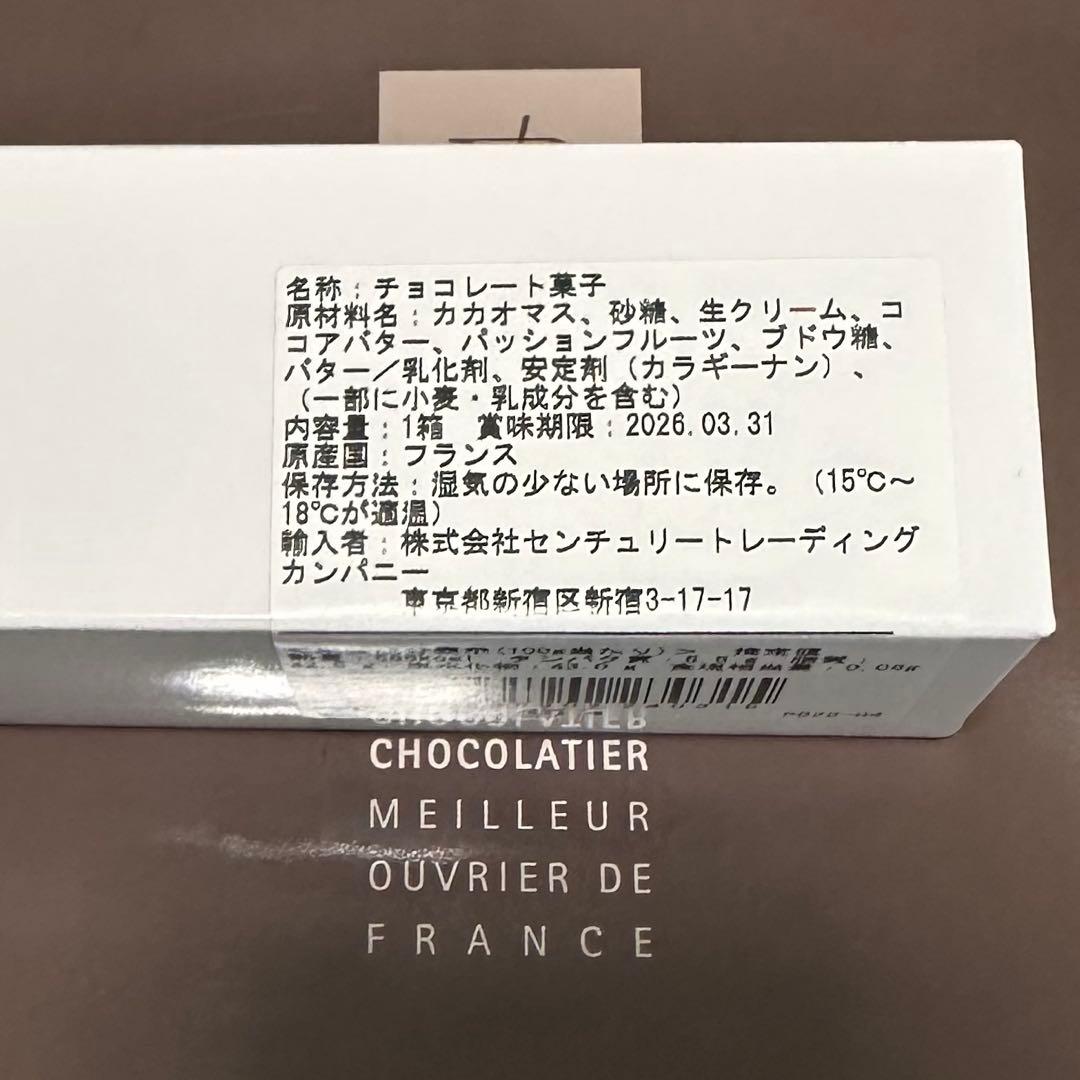 名称：チョコレート菓子
原材料名：カカオマス、砂糖、生クリーム、コ
コアバター、パッションフルーツ、ブドウ糖、
バター／乳化剤、安定剤（カラギーナン）、
（一部に小麦・乳成分を含む）
内容量：1箱　賞味期限：2026.03.31
原産国：フランス
保存方法：湿気の少ない場所に保存。（15℃～
18℃が適温）
輸入者：株式会社センチュリートレーディング
カンパニー
東京都新宿区新宿3-17-17
CHOCOLATIER
MEILLEUR
OUVRIER DE
FRANCE